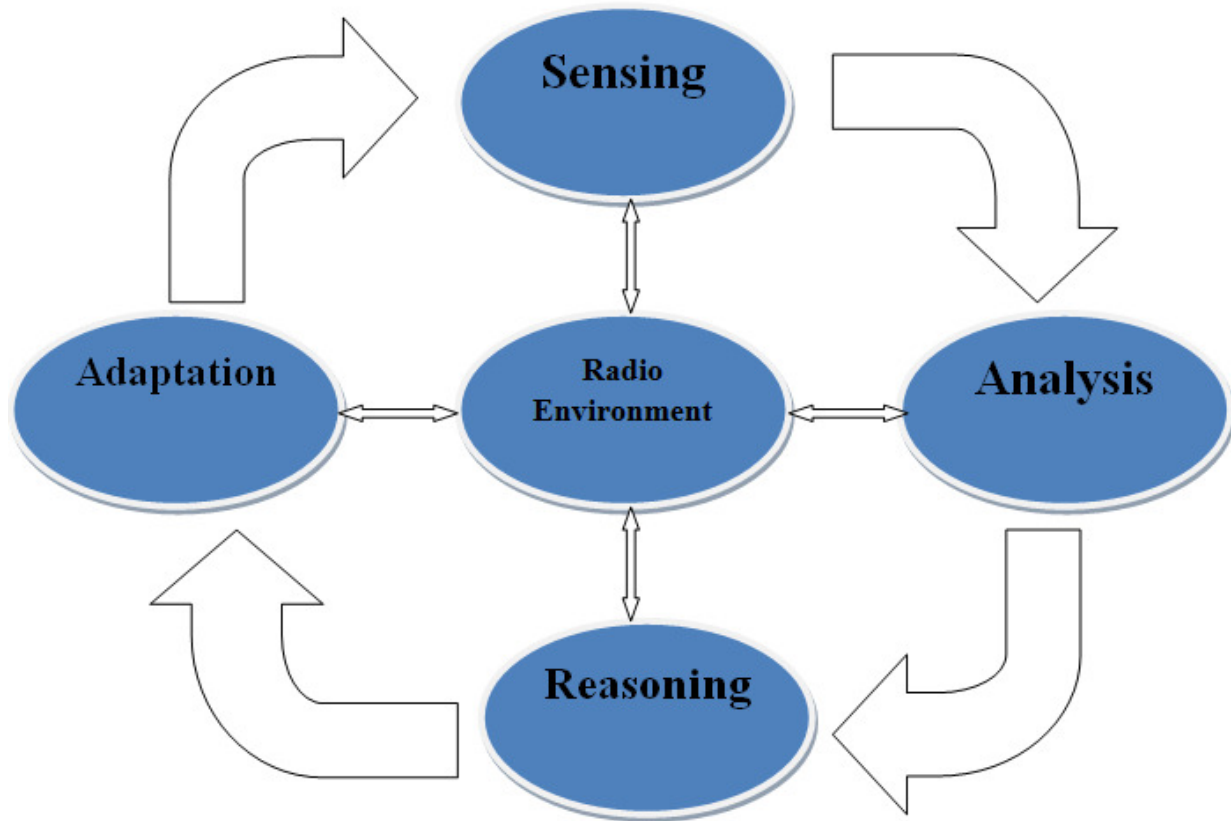 Sensing
Adaptation
Radio
Environment
Analysis
Reasoning